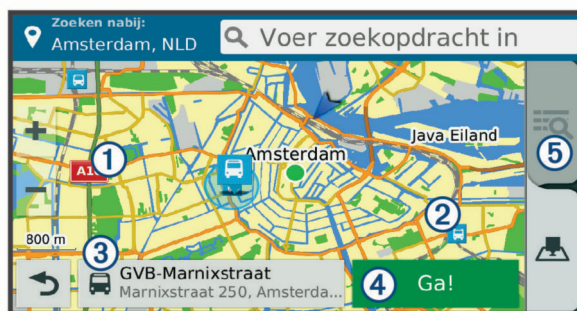 Zoeken nabij:
Amsterdam, NLD
Voer zoekopdracht in
Java Eiland
Amsterdam
1
5
2
800 m
3
GVB-Marnixstraat
Marnixstraat 250, Amsterda...
4
Ga!